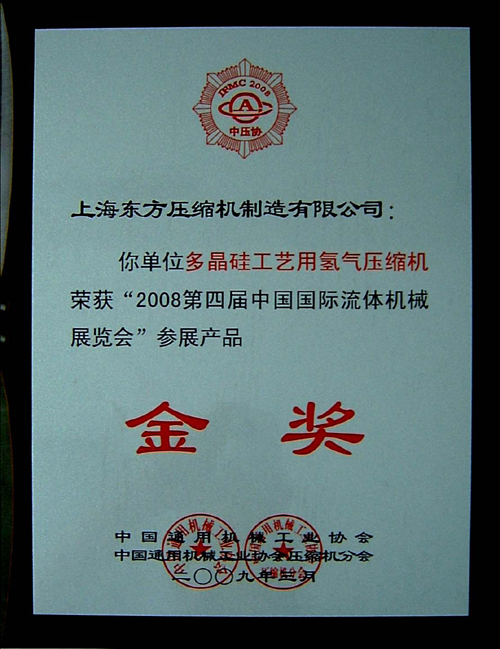 IFMC 2008
中压协
上海东方压缩机制造有限公司：
你单位多晶硅工艺用氢气压缩机
荣获“2008第四届中国国际流体机械
展览会”参展产品
金奖
中国通用机械工业协会
中国通用机械工业协会压缩机分会
二〇〇九年三月